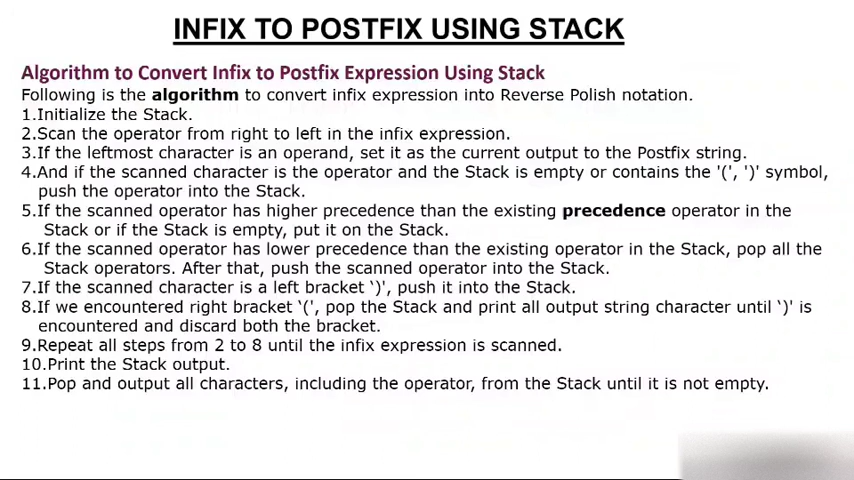 INFIX TO POSTFIX USING STACK
Algorithm to Convert Infix to Postfix Expression Using Stack
Following is the algorithm to convert infix expression into Reverse Polish notation.
1.Initialize the Stack.
2.Scan the operator from right to left in the infix expression.
3.If the leftmost character is an operand, set it as the current output to the Postfix string.
4.And if the scanned character is the operator and the Stack is empty or contains the '(', ')' symbol,
push the operator into the Stack.
5.If the scanned operator has higher precedence than the existing precedence operator in the
Stack or if the Stack is empty, put it on the Stack.
6.If the scanned operator has lower precedence than the existing operator in the Stack, pop all the
Stack operators. After that, push the scanned operator into the Stack.
7.If the scanned character is a left bracket ‘)', push it into the Stack.
8.If we encountered right bracket ‘(', pop the Stack and print all output string character until ‘)' is
encountered and discard both the bracket.
9.Repeat all steps from 2 to 8 until the infix expression is scanned.
10.Print the Stack output.
11.Pop and output all characters, including the operator, from the Stack until it is not empty.